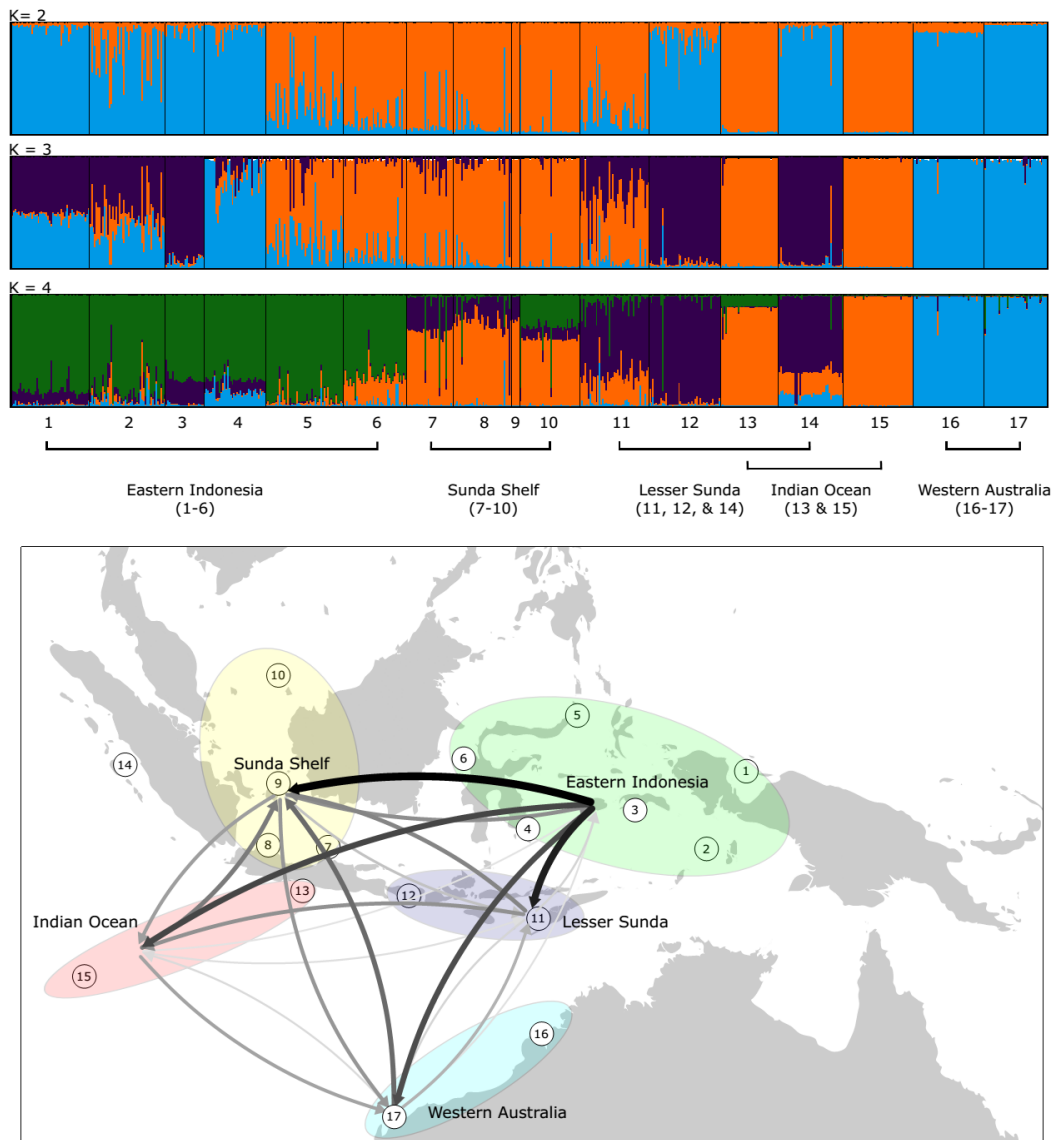 K= 2
K = 3
K = 4
1 2 3 4 5 6 7 8 9 10 11 12 13 14 15 16 17
Eastern Indonesia Sunda Shelf Lesser Sunda Indian Ocean Western Australia
(1-6) (7-10) (11, 12, & 14) (13 & 15) (16-17)
10
5
6
Sunda Shelf
14
1
9
Eastern Indonesia
3
4
8
7
2
13
12
Indian Ocean
11
Lesser Sunda
15
16
17
Western Australia